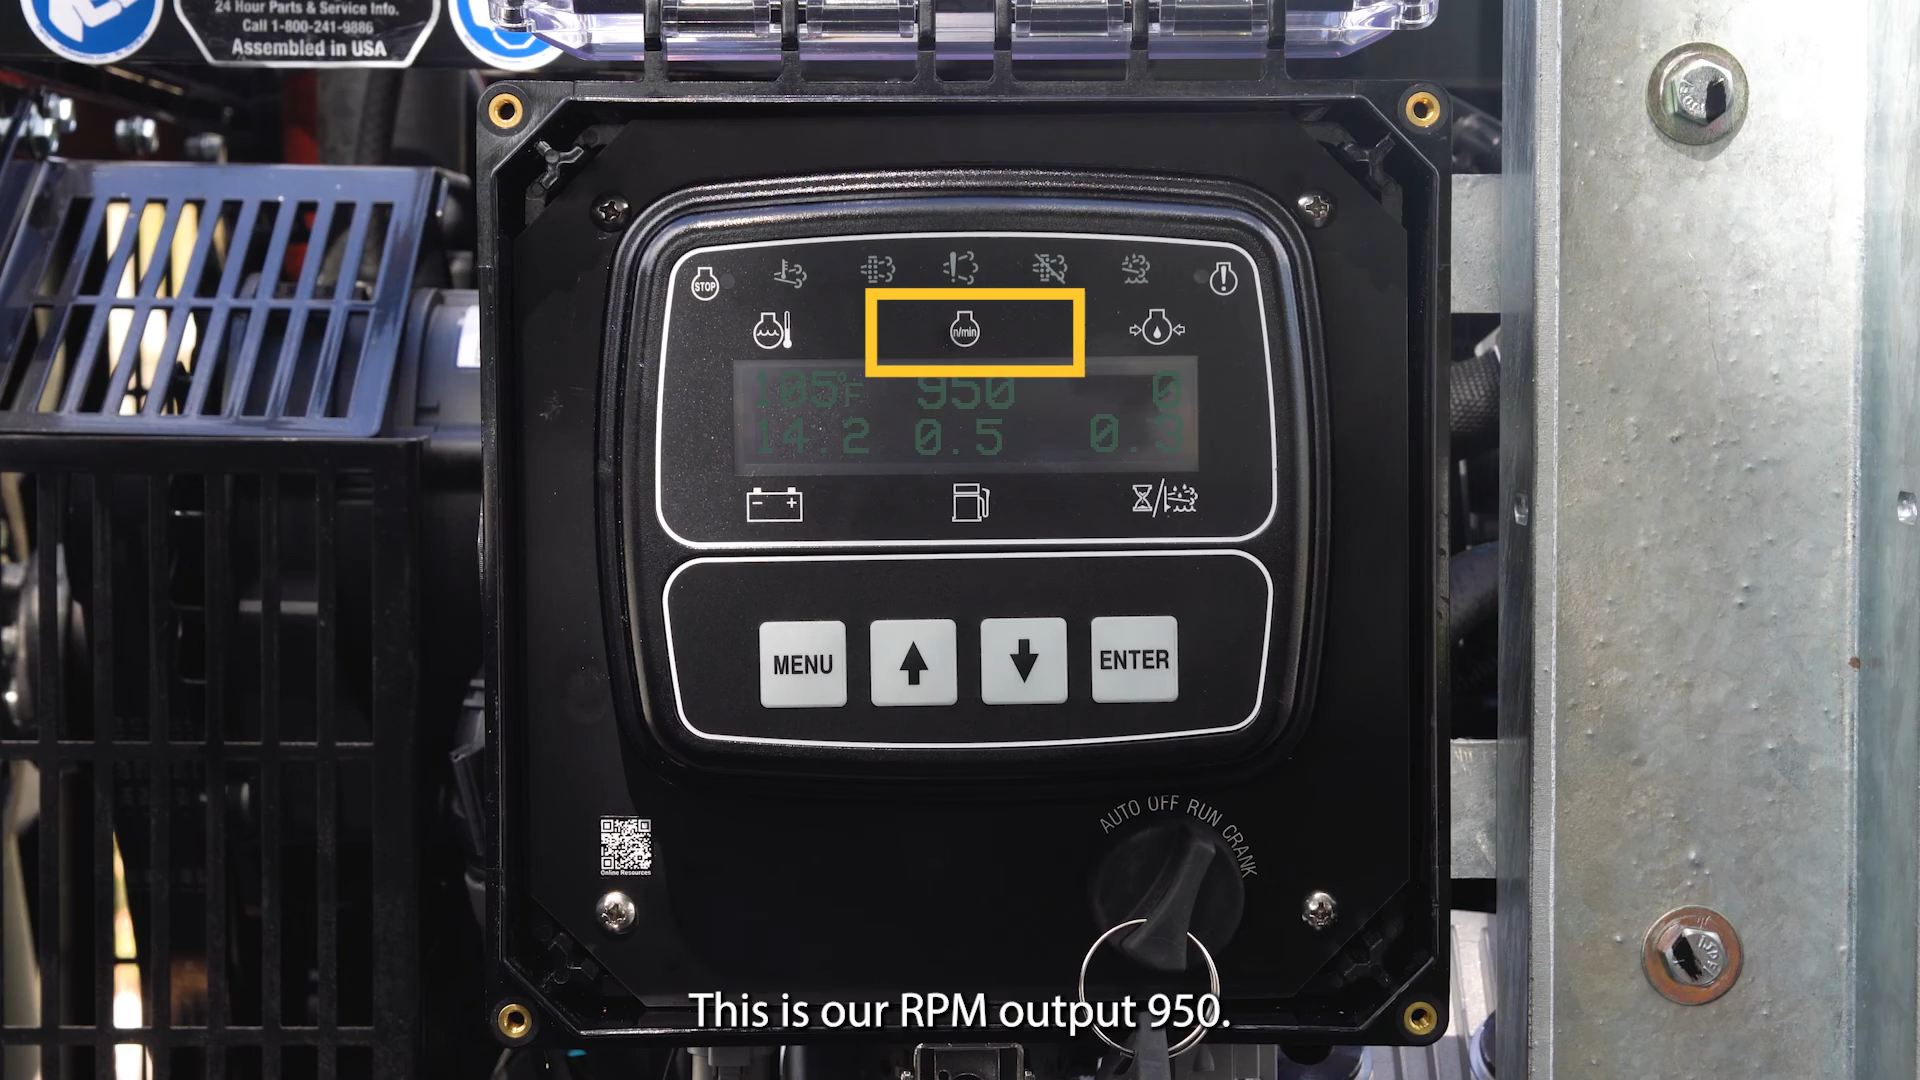 24 Hour Parts & Service Info.
Call 1-800-241-9886
Assembled in USA
STOP
n/min
105°F 950 0
14.2 0.5 0.3
MENU ENTER
AUTO OFF RUN CRANK
Online Resources
This is our RPM output 950.